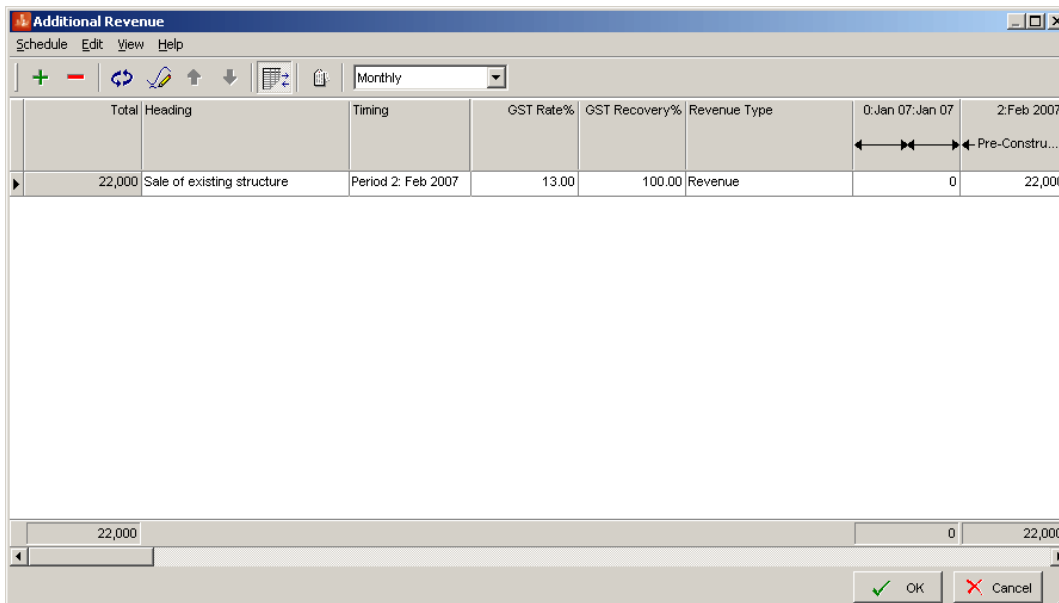 Additional Revenue
Schedule Edit View Help
Monthly
Total Heading Timing GST Rate% GST Recovery% Revenue Type 0:Jan 07:Jan 07 2:Feb 2007
Pre-Constru...
22,000 Sale of existing structure Period 2: Feb 2007 13.00 100.00 Revenue 0 22,000
22,000 0 22,000
OK Cancel